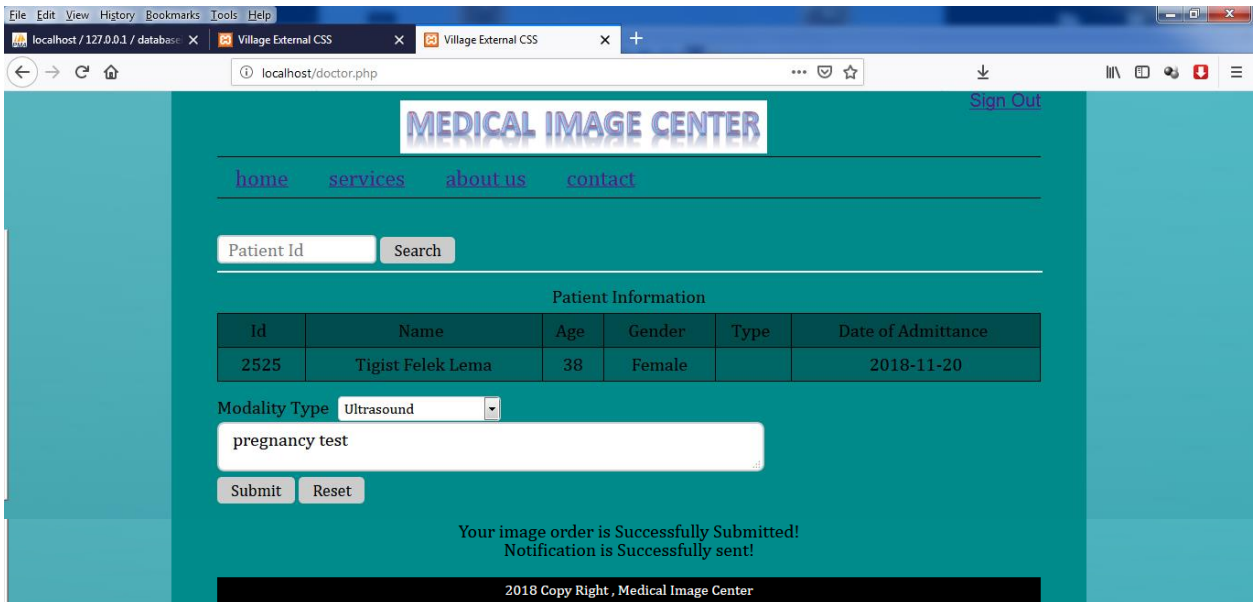 File Edit View History Bookmarks Tools Help
localhost / 127.0.0.1 / database Village External CSS Village External CSS
localhost/doctor.php
Sign Out
MEDICAL IMAGE CENTER
home services about us contact
Patient Id Search
Patient Information
Id Name Age Gender Type Date of Admittance
2525 Tigist Felek Lema 38 Female 2018-11-20
Modality Type Ultrasound
pregnancy test
Submit Reset
Your image order is Successfully Submitted!
Notification is Successfully sent!
2018 Copy Right , Medical Image Center